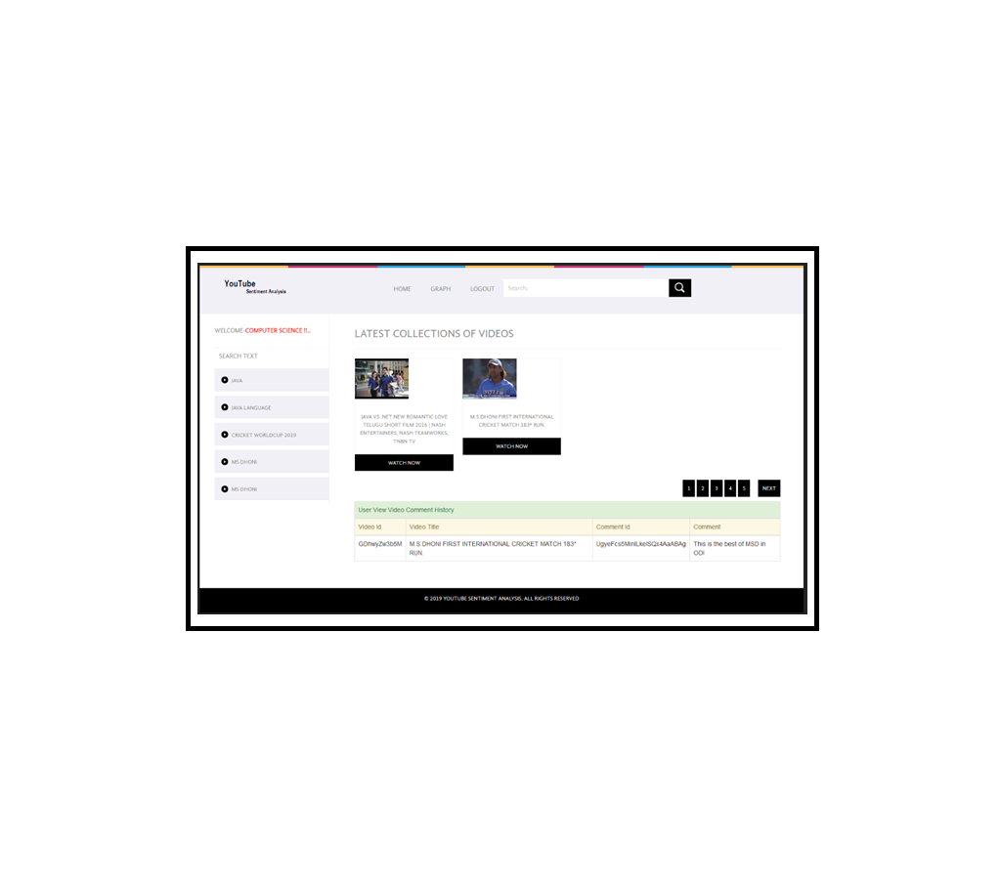 YouTube
Sentiment Analysis
HOME
GRAPH
LOGOUT
Search:
WELCOME-COMPUTER SCIENCE !!..
SEARCH TEXT
JAVA
JAVA LANGUAGE
CRICKET WORLDCUP 2019
MS DHONI
MS DHONI
LATEST COLLECTIONS OF VIDEOS
JAVA VS .NET NEW ROMANTIC LOVE
TELUGU SHORT FILM 2016 | NASH
ENTERTAINERS, NASH TEAMWORKS,
TNBN TV
WATCH NOW
M.S.DHONI FIRST INTERNATIONAL
CRICKET MATCH 183* RUN.
WATCH NOW
1 2 3 4 5 NEXT
User View Video Comment History
Video Id
Video Title
Comment Id
Comment
GDhwyZw3b5M
M.S.DHONI FIRST INTERNATIONAL CRICKET MATCH 183*
RUN.
This is the best of MSD in
ODI
© 2019 YOUTUBE SENTIMENT ANALYSIS. ALL RIGHTS RESERVED